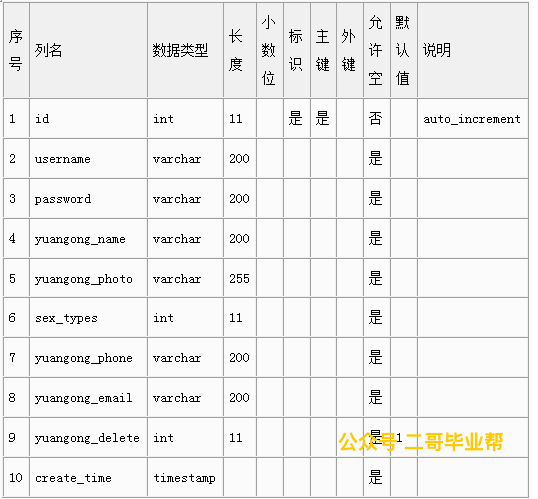 序号 列名 数据类型 长度 小数位 标识 主键 外键 允许空 默认值 说明
1 id int 11 是 是 否 auto_increment
2 username varchar 200 是
3 password varchar 200 是
4 yuangong_name varchar 200 是
5 yuangong_photo varchar 255 是
6 sex_types int 11 是
7 yuangong_phone varchar 200 是
8 yuangong_email varchar 200 是
9 yuangong_delete int 11 是 1
公众号 二哥毕业帮
10 create_time timestamp 是